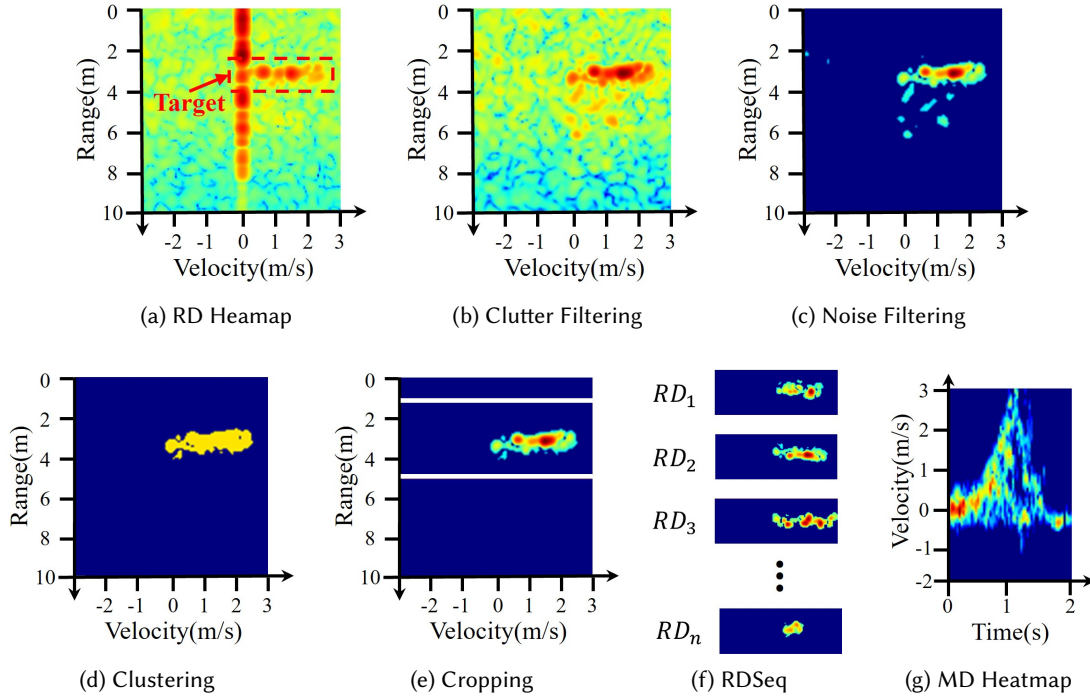 0
2
4
6
8
10
Range(m)
Target
-2 -1 0 1 2 3
Velocity(m/s)
(a) RD Heamap
0
2
4
6
8
10
Range(m)
-2 -1 0 1 2 3
Velocity(m/s)
(b) Clutter Filtering
0
2
4
6
8
10
Range(m)
-2 -1 0 1 2 3
Velocity(m/s)
(c) Noise Filtering
0
2
4
6
8
10
Range(m)
-2 -1 0 1 2 3
Velocity(m/s)
(d) Clustering
0
2
4
6
8
10
Range(m)
-2 -1 0 1 2 3
Velocity(m/s)
(e) Cropping
RD₁
RD₂
RD₃
⋮
RDₙ
(f) RDSeq
3
2
1
0
-1
-2
Velocity(m/s)
0 1 2
Time(s)
(g) MD Heatmap